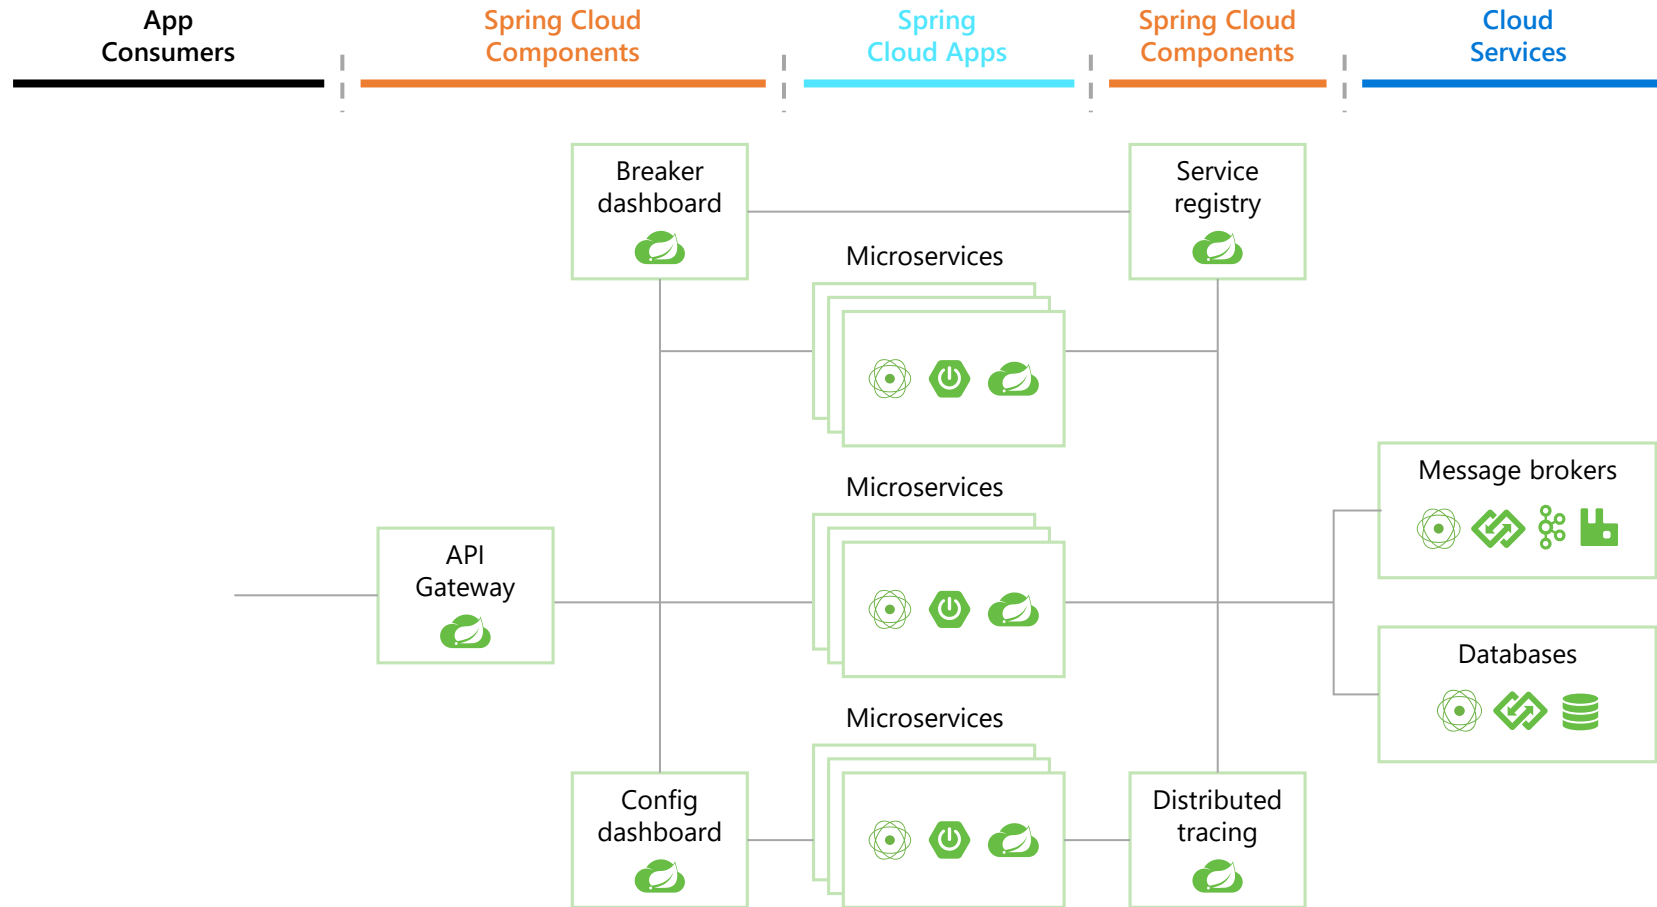 App
Consumers
Spring Cloud
Components
Spring
Cloud Apps
Spring Cloud
Components
Cloud
Services
Breaker
dashboard
Service
registry
Microservices
Microservices
Message brokers
API
Gateway
Databases
Microservices
Config
dashboard
Distributed
tracing